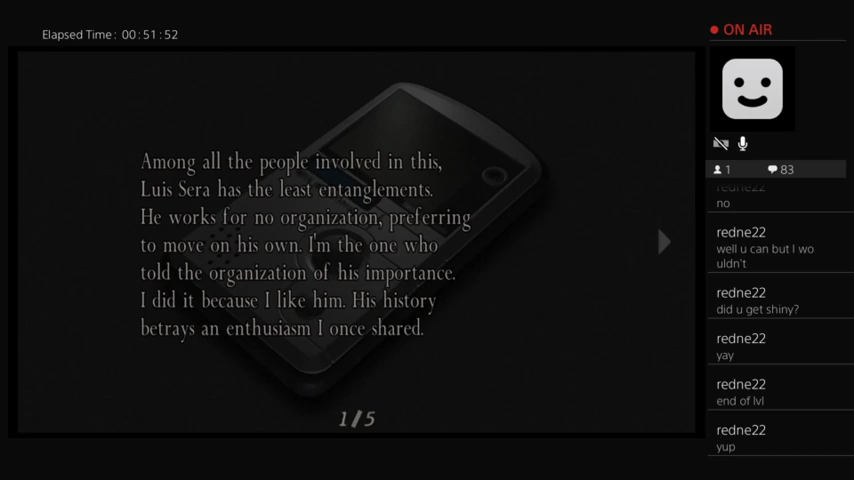 Elapsed Time: 00:51:52
ON AIR
Among all the people involved in this,
Luis Sera has the least entanglements.
He works for no organization, preferring
to move on his own. I'm the one who
told the organization of his importance.
I did it because I like him. His history
betrays an enthusiasm I once shared.
1/5
1
83
redne22
no
redne22
well u can but I wo
uldn't
redne22
did u get shiny?
redne22
yay
redne22
end of lvl
redne22
yup